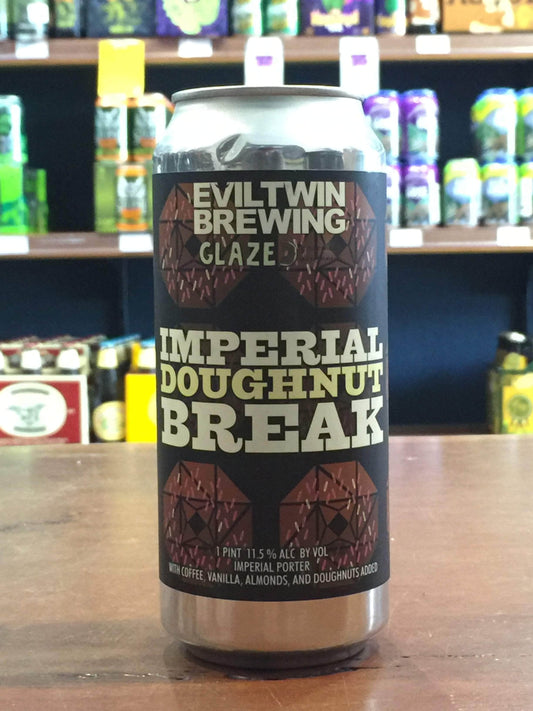 EVILTWIN
BREWING
GLAZED
IMPERIAL
DOUGHNUT
BREAK
1 PINT 11.5 % ALC BY VOL
IMPERIAL PORTER
WITH COFFEE, VANILLA, ALMONDS, AND DOUGHNUTS ADDED